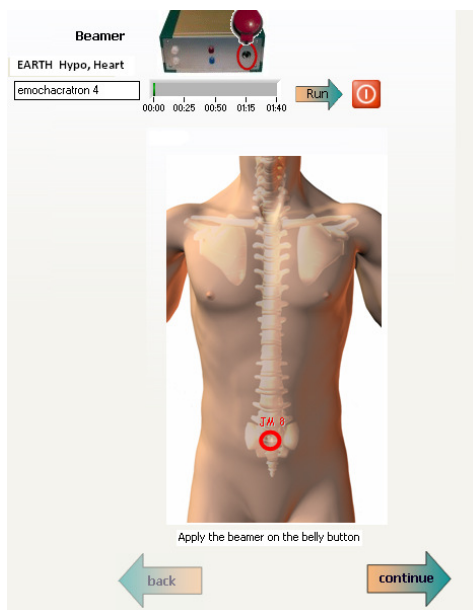 Beamer
EARTH Hypo, Heart
emochacratron 4
00:00 00:25 00:50 01:15 01:40
Run
JM 8
Apply the beamer on the belly button
back
continue